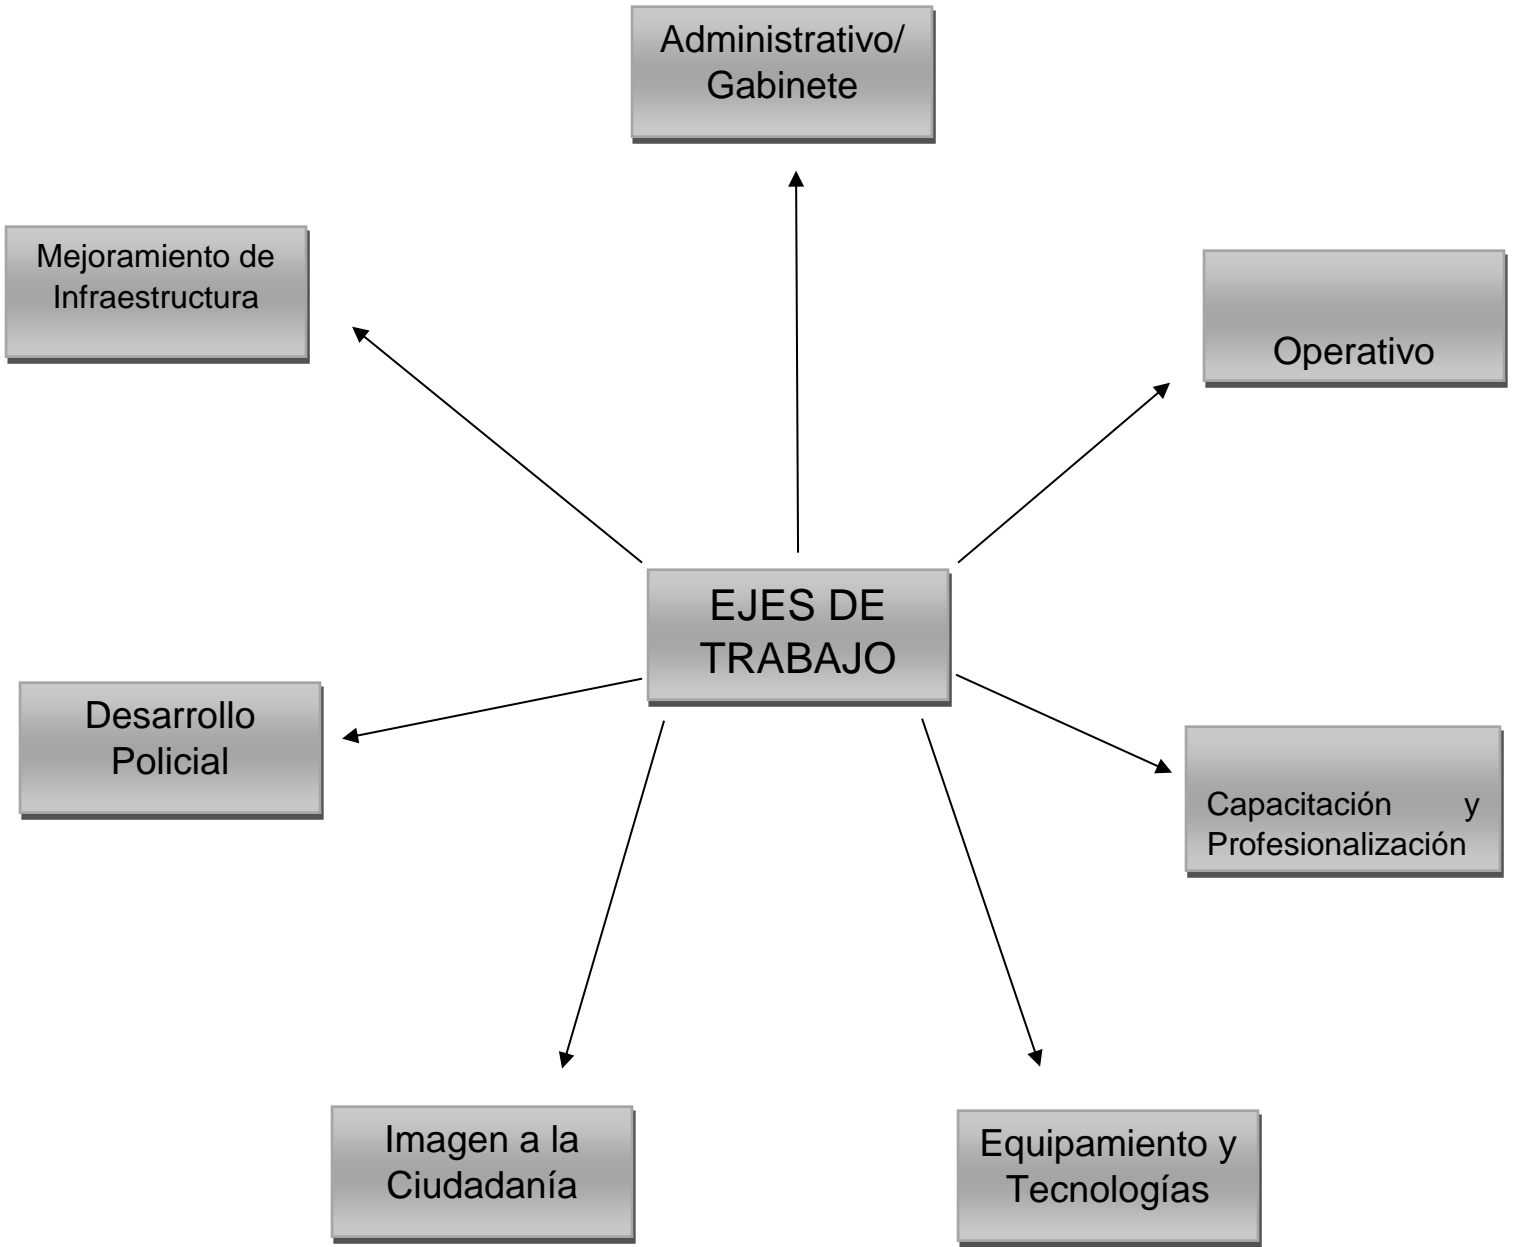 Administrativo/
Gabinete
Mejoramiento de
Infraestructura
Operativo
EJES DE
TRABAJO
Desarrollo
Policial
Capacitación y
Profesionalización
Imagen a la
Ciudadanía
Equipamiento y
Tecnologías